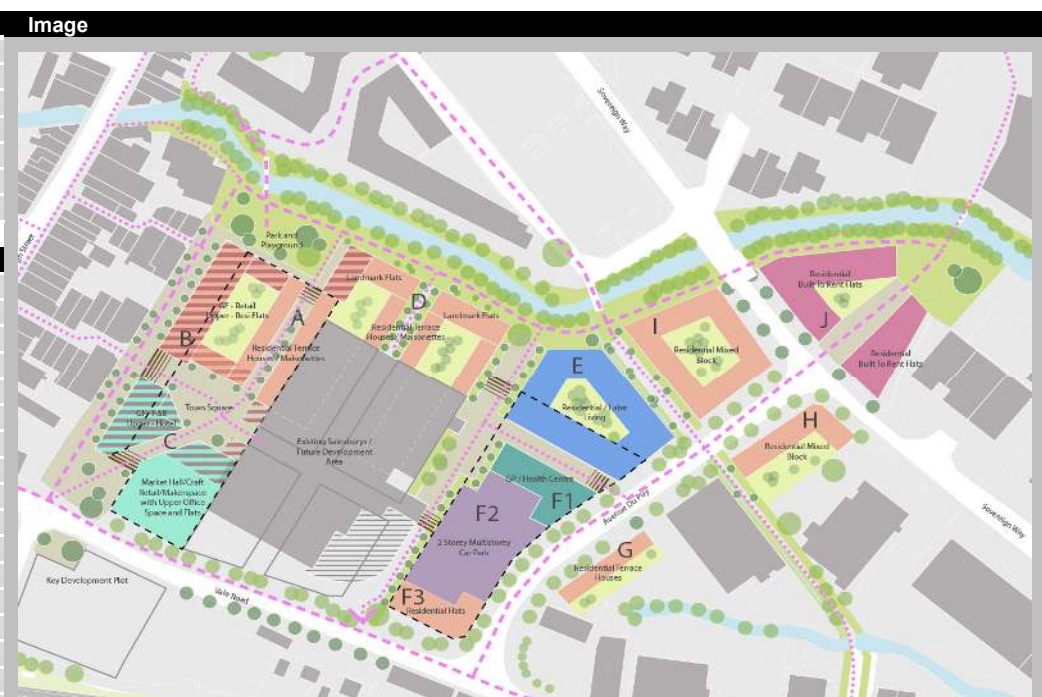 Image
Sovereign Way
Park and
Playground
Landmark Flats
D
Landmark Flats
Residential Terrace
Houses / Maisonettes
GF - Retail
Upper - Resi Flats
A
B
Residential Terrace
Houses / Maisonettes
Town Square
GF - F&B
Upper - Hotel
C
Market Hall/Craft
Retail/Makerspace
with Upper Office
Space and Flats
Existing Sainsburys /
Future Development
Area
E
Residential / Later
Living
GP / Health Centre
F1
F2
2 Storey Multistorey
Car Park
F3
Residential Flats
I
Residential Mixed
Block
Residential
Built To Rent Flats
J
Residential
Built To Rent Flats
H
Residential Mixed
Block
G
Residential Terrace
Houses
Avenue Du Puy
Sovereign Way
Key Development Plot
Vale Road
Street